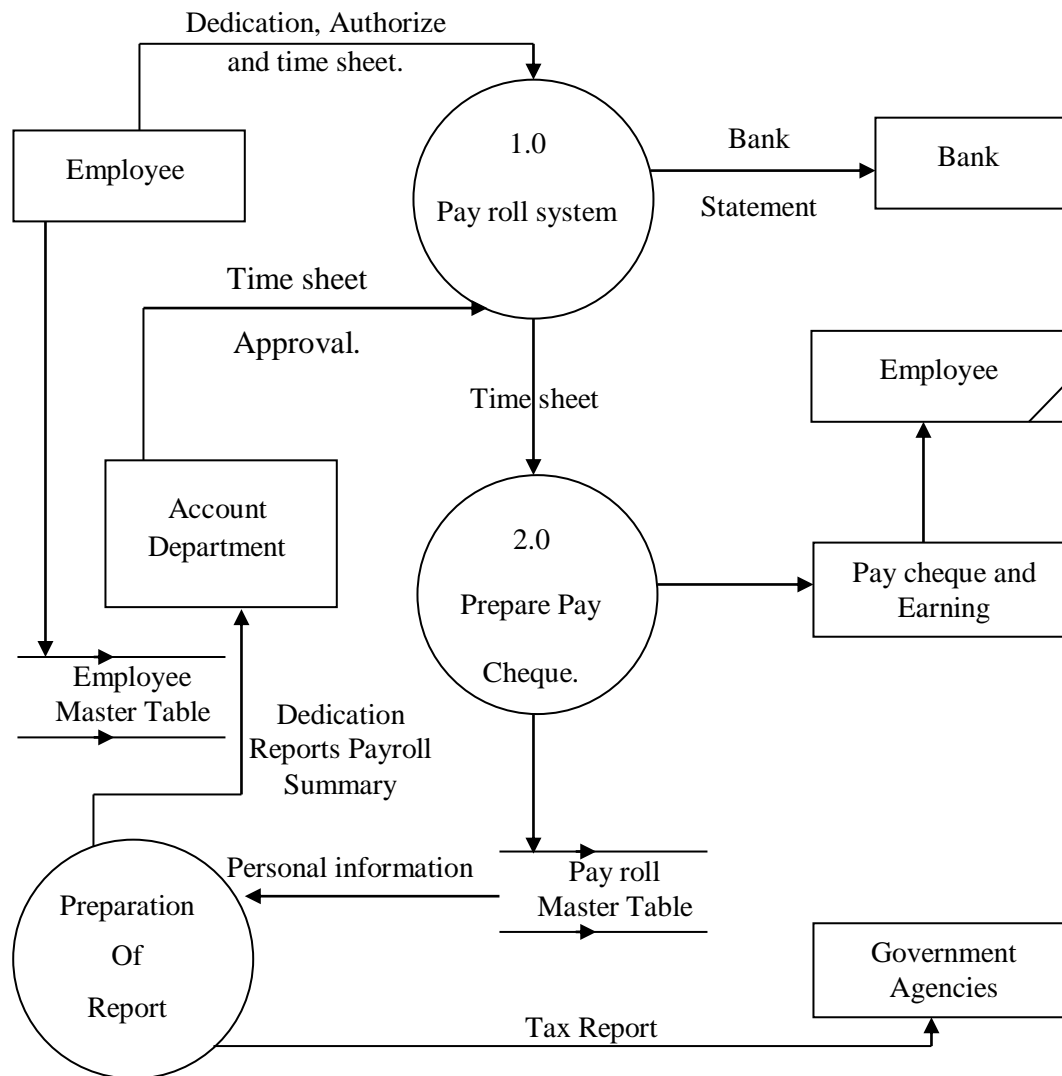 Dedication, Authorize
and time sheet.
Employee
1.0
Pay roll system
Bank
Statement
Bank
Time sheet
Approval.
Time sheet
Employee
Account
Department
2.0
Prepare Pay
Cheque.
Pay cheque and
Earning
Employee
Master Table
Dedication
Reports Payroll
Summary
Personal information
Pay roll
Master Table
Preparation
Of
Report
Government
Agencies
Tax Report